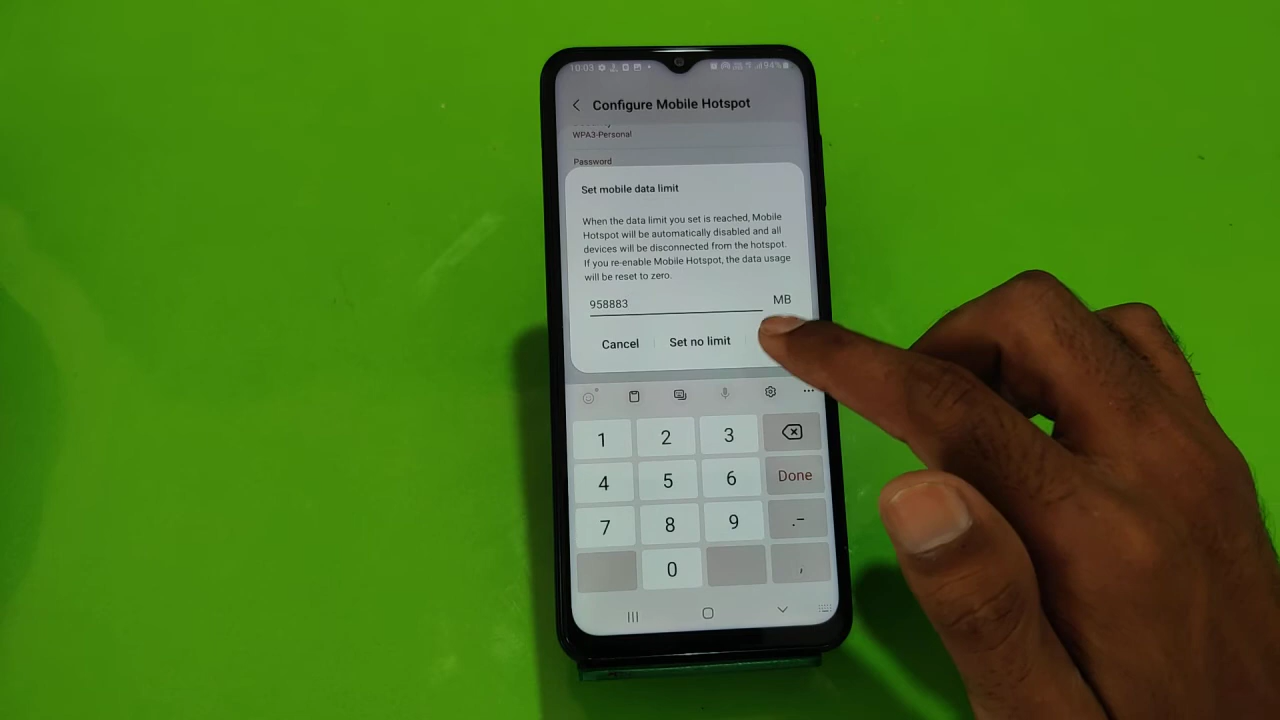 10:03
94%
Configure Mobile Hotspot
WPA3-Personal
Password
Set mobile data limit
When the data limit you set is reached, Mobile
Hotspot will be automatically disabled and all
devices will be disconnected from the hotspot.
If you re-enable Mobile Hotspot, the data usage
will be reset to zero.
958883 MB
Cancel Set no limit
1 2 3
4 5 6 Done
7 8 9 .-
0 ,